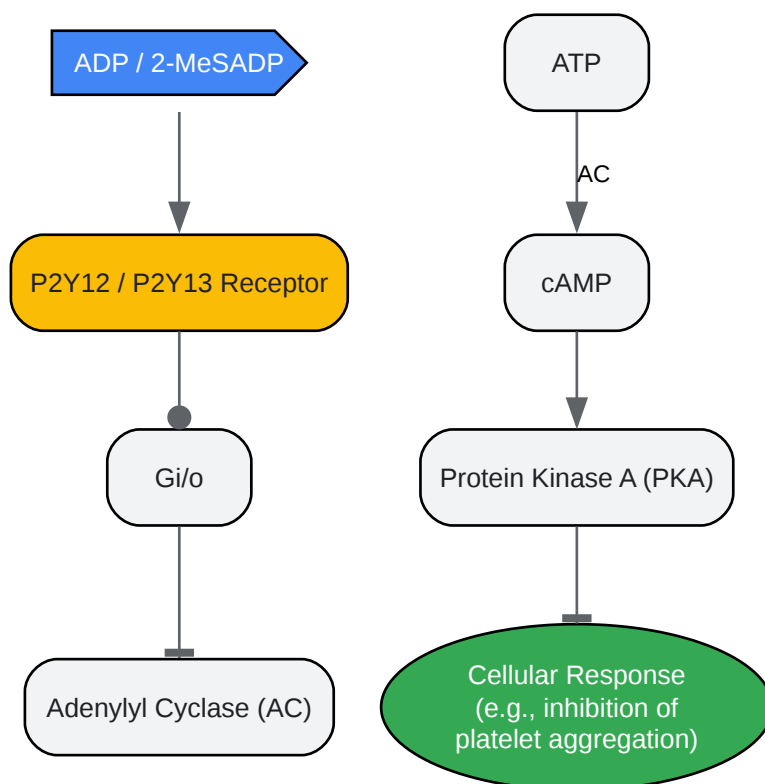 ADP / 2-MeSADP
P2Y12 / P2Y13 Receptor
Gi/o
Adenylyl Cyclase (AC)
ATP
AC
cAMP
Protein Kinase A (PKA)
Cellular Response
(e.g., inhibition of
platelet aggregation)